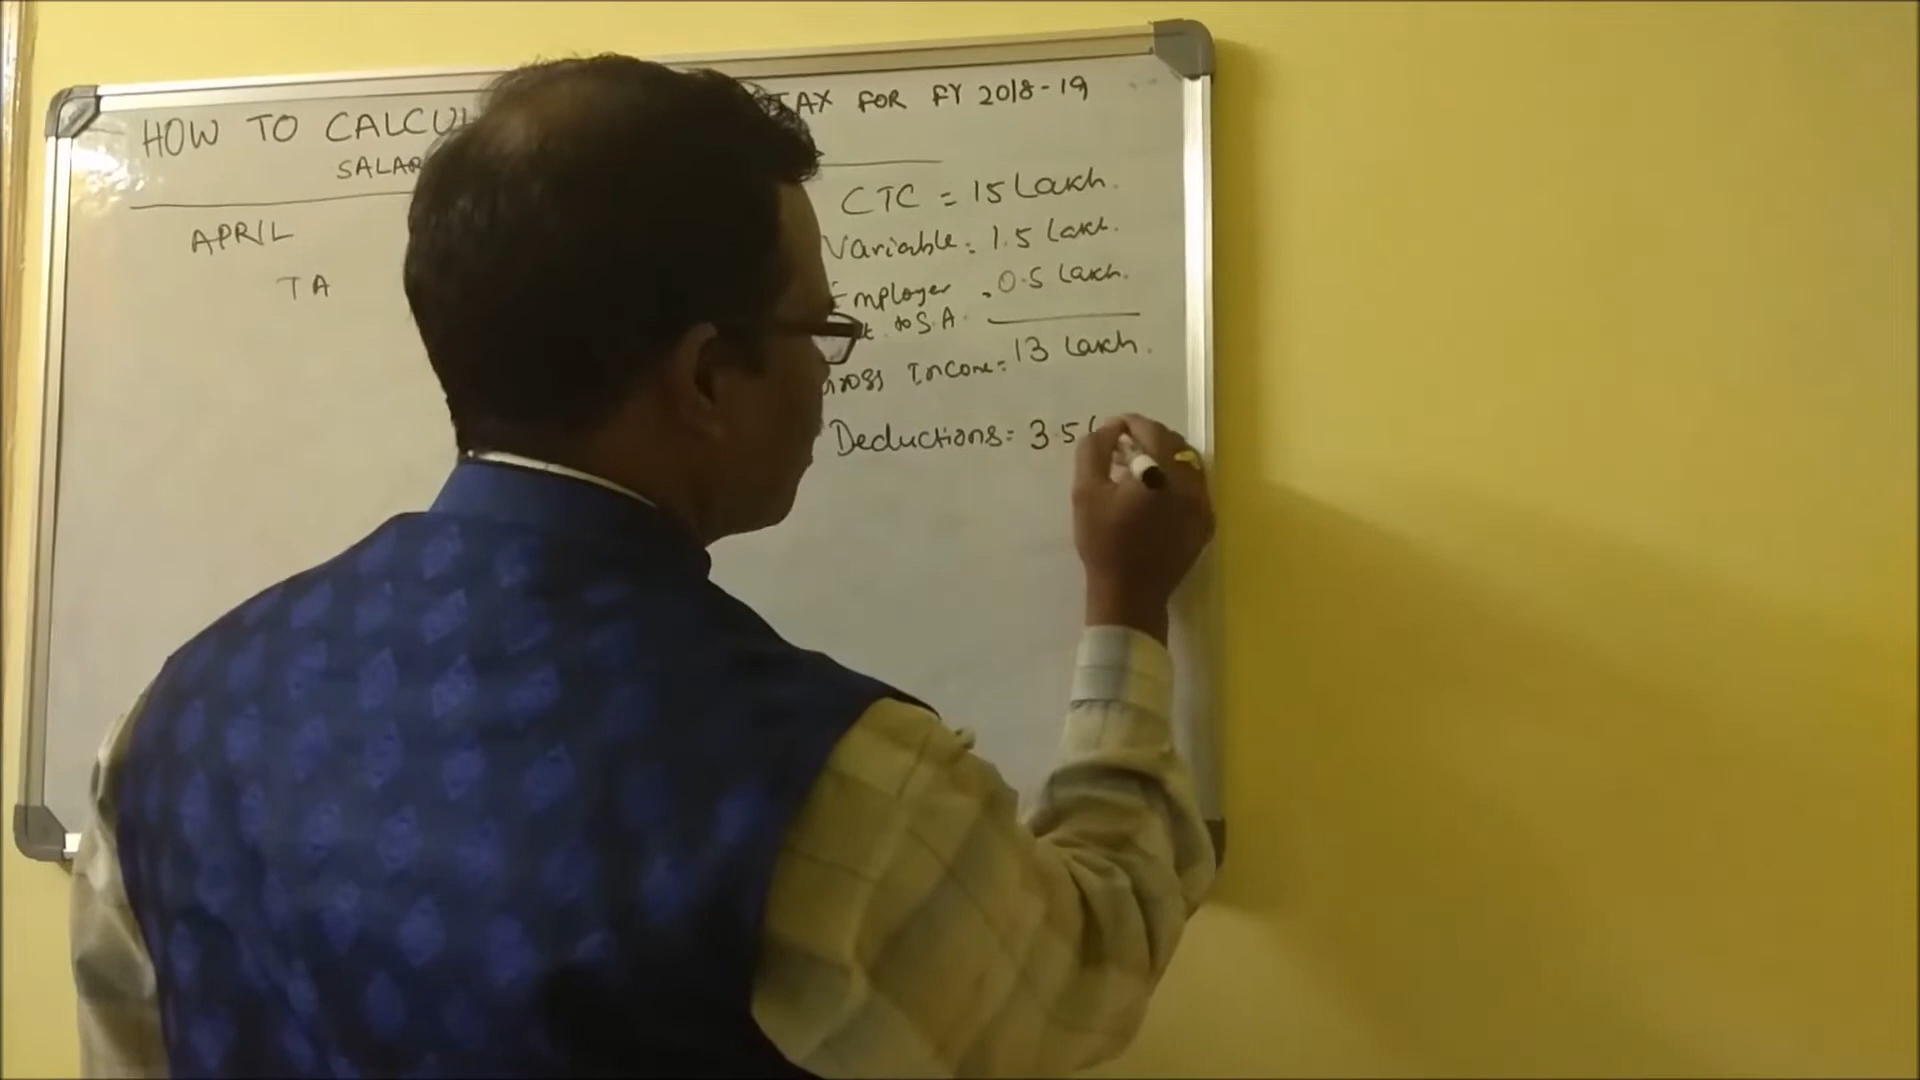 HOW TO CALCU TAX FOR FY 2018-19
SALAR
APRIL
TA
CTC = 15 Lakh.
Variable = 1.5 Lakh.
Employer = 0.5 Lakh.
to S.A.
Income = 13 Lakh.
Deductions = 3.5